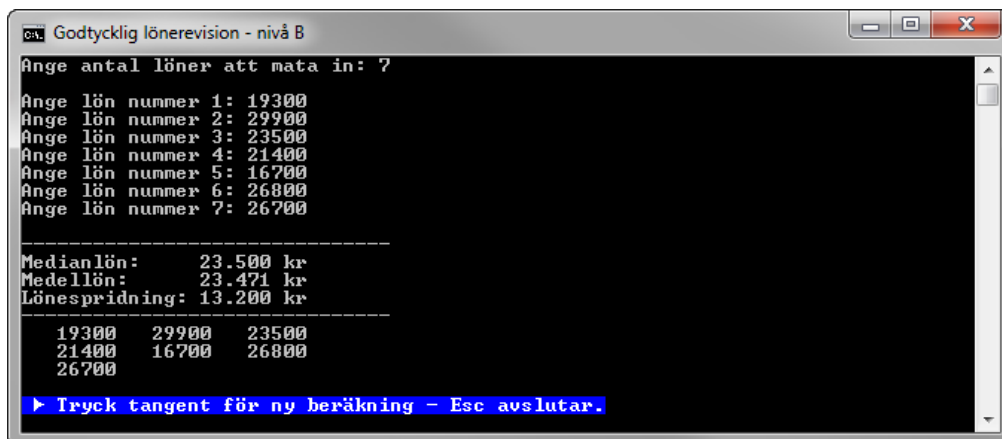 Godtycklig lönerevision - nivå B
Ange antal löner att mata in: 7
Ange lön nummer 1: 19300
Ange lön nummer 2: 29900
Ange lön nummer 3: 23500
Ange lön nummer 4: 21400
Ange lön nummer 5: 16700
Ange lön nummer 6: 26800
Ange lön nummer 7: 26700
-------------------------------
Medianlön: 23.500 kr
Medellön: 23.471 kr
Lönespridning: 13.200 kr
-------------------------------
19300 29900 23500
21400 16700 26800
26700
► Tryck tangent för ny beräkning - Esc avslutar.